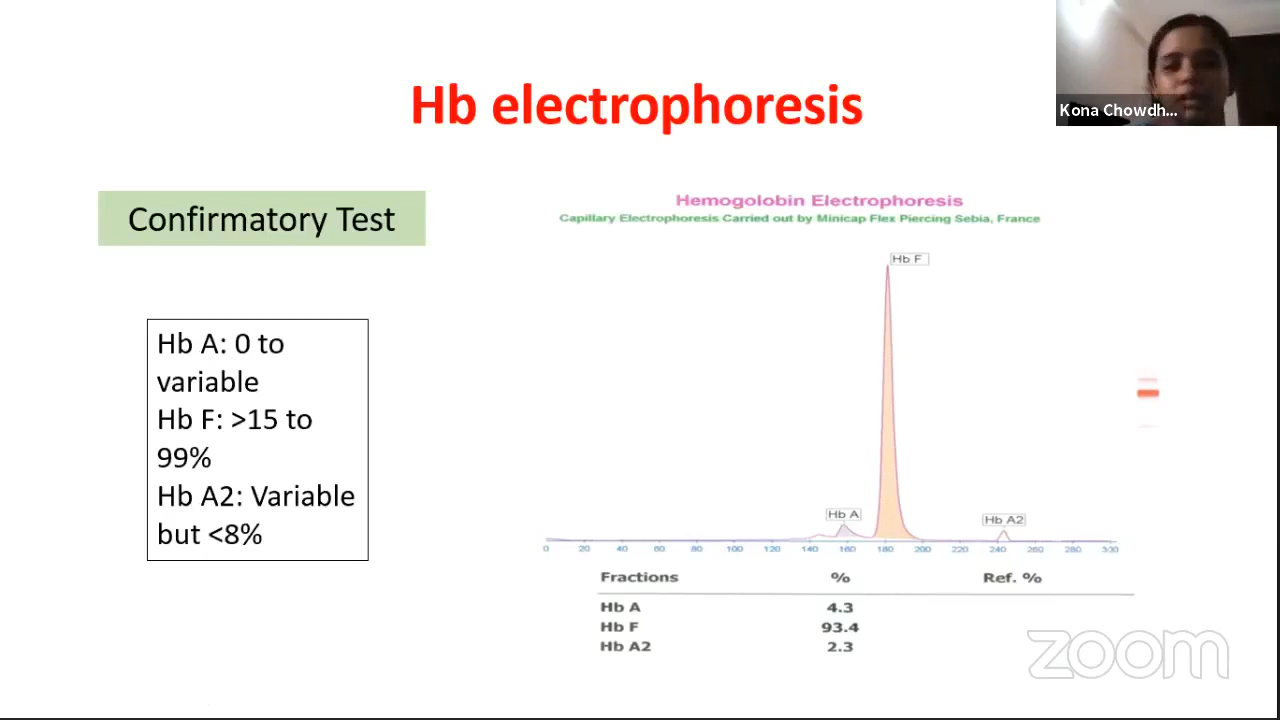 Kona Chowdh...
Hb electrophoresis
Confirmatory Test
Hb A: 0 to
variable
Hb F: >15 to
99%
Hb A2: Variable
but <8%
Hemogolobin Electrophoresis
Capillary Electrophoresis Carried out by Minicap Flex Piercing Sebia, France
Hb F
Hb A
Hb A2
0 20 40 60 80 100 120 140 160 180 200 220 240 260 280 300
Fractions % Ref. %
Hb A 4.3
Hb F 93.4
Hb A2 2.3
zoom